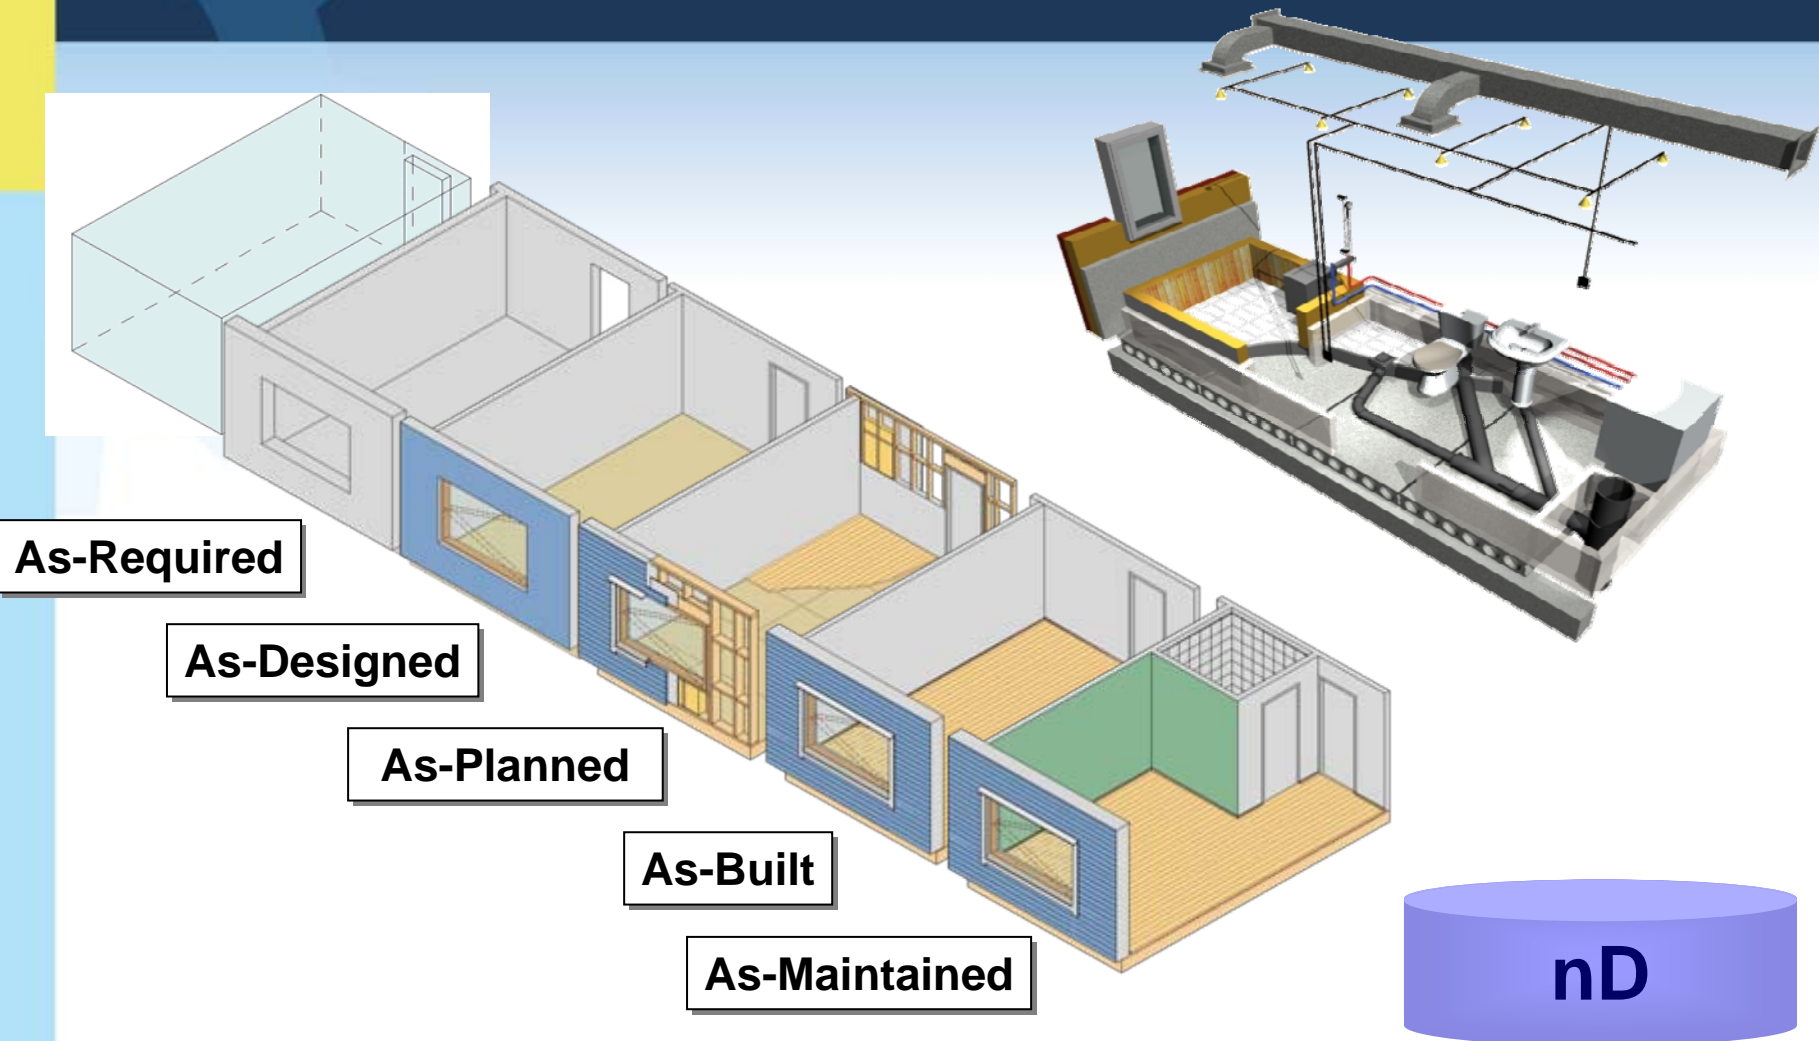 As-Required
As-Designed
As-Planned
As-Built
As-Maintained
nD